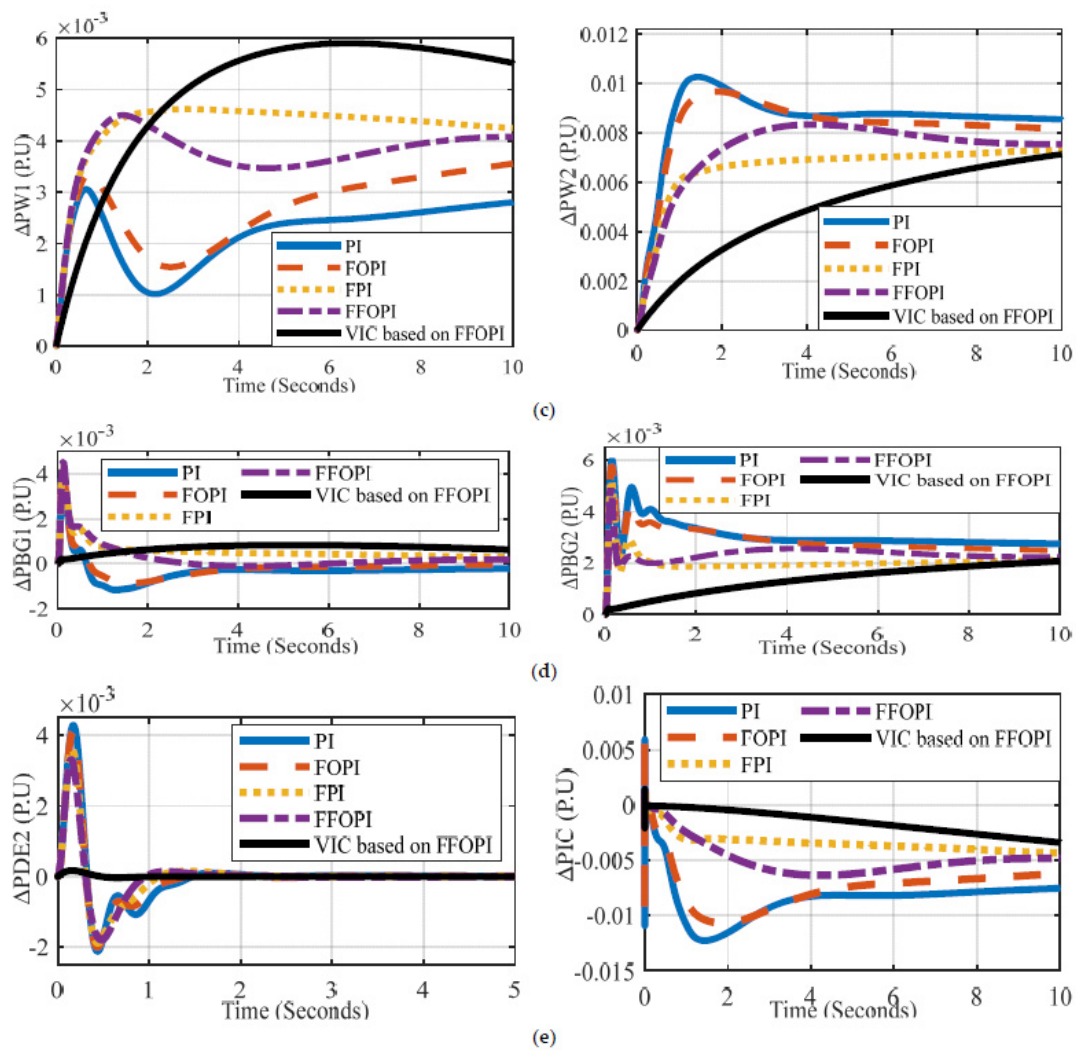 ×10⁻³
6
5
4
3
2
1
0
ΔPW1 (P.U)
PI
FOPI
FPI
FFOPI
VIC based on FFOPI
0 2 4 6 8 10
Time (Seconds)
0.012
0.01
0.008
0.006
0.004
0.002
0
ΔPW2 (P.U)
PI
FOPI
FPI
FFOPI
VIC based on FFOPI
0 2 4 6 8 10
Time (Seconds)
(c)
×10⁻³
4
2
0
-2
ΔPBG1 (P.U)
PI FFOPI
FOPI VIC based on FFOPI
FPI
0 2 4 6 8 10
Time (Seconds)
×10⁻³
6
4
2
0
ΔPBG2 (P.U)
PI FFOPI
FOPI VIC based on FFOPI
FPI
0 2 4 6 8 10
Time (Seconds)
(d)
×10⁻³
4
2
0
-2
ΔPDE2 (P.U)
PI
FOPI
FPI
FFOPI
VIC based on FFOPI
0 1 2 3 4 5
Time (Seconds)
0.01
0.005
0
-0.005
-0.01
-0.015
ΔPIC (P.U)
PI FFOPI
FOPI VIC based on FFOPI
FPI
0 2 4 6 8 10
Time (Seconds)
(e)